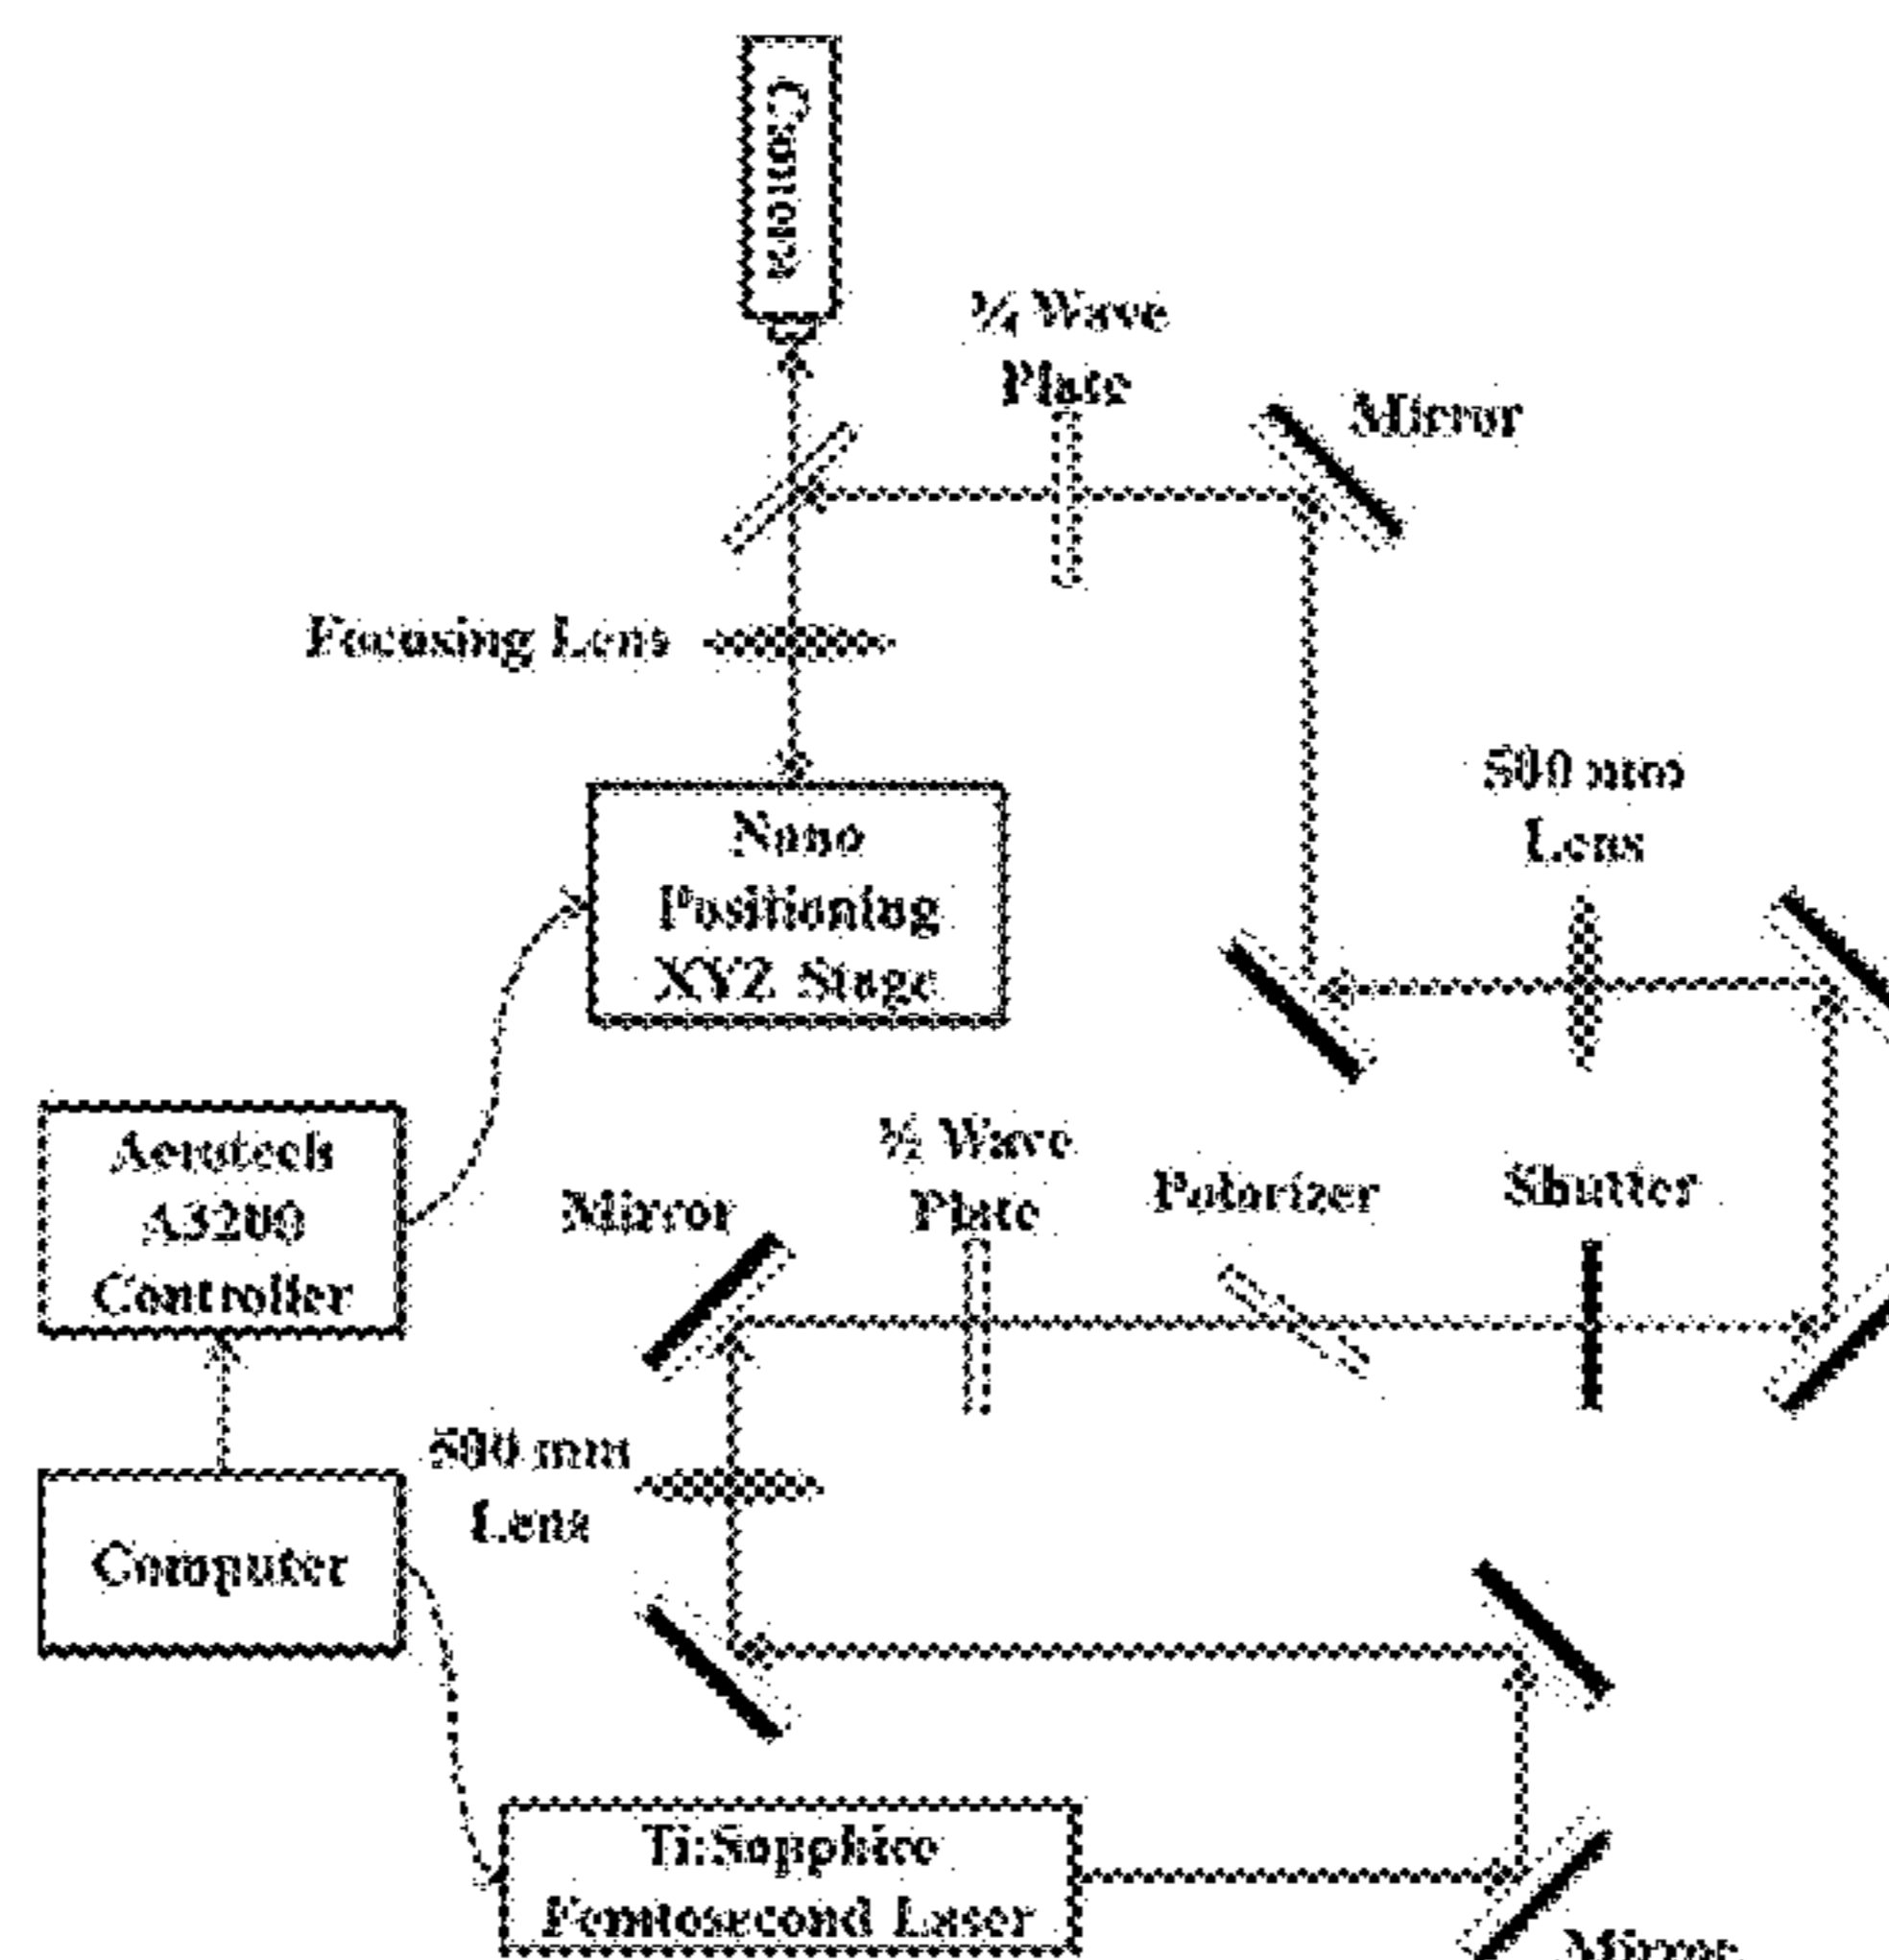 Camera
¼ Wave
Plate
Mirror
Focusing Lens
500 mm
Lens
Nano
Positioning
XYZ Stage
Aerotech
A3200
Controller
Mirror
½ Wave
Plate
Polarizer
Shutter
500 mm
Lens
Computer
Ti:Sapphire
Femtosecond Laser
Mirror